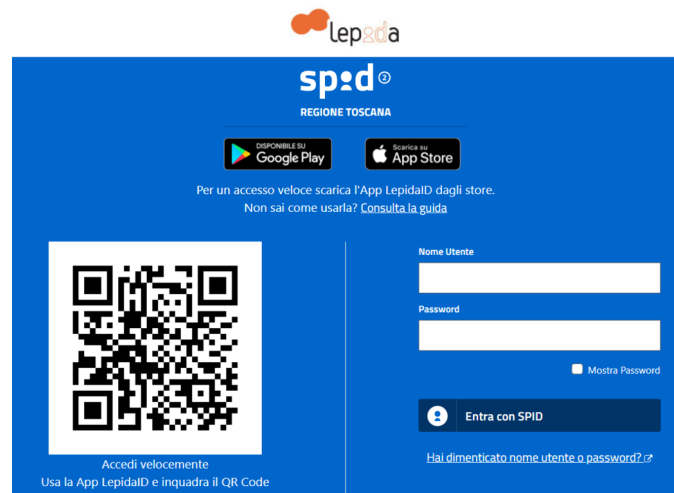 Lepida
spid 2
REGIONE TOSCANA
DISPONIBILE SU
Google Play
Scarica su
App Store
Per un accesso veloce scarica l'App LepidaID dagli store.
Non sai come usarla? Consulta la guida
Nome Utente
Password
Mostra Password
Entra con SPID
Hai dimenticato nome utente o password?
Accedi velocemente
Usa la App LepidaID e inquadra il QR Code